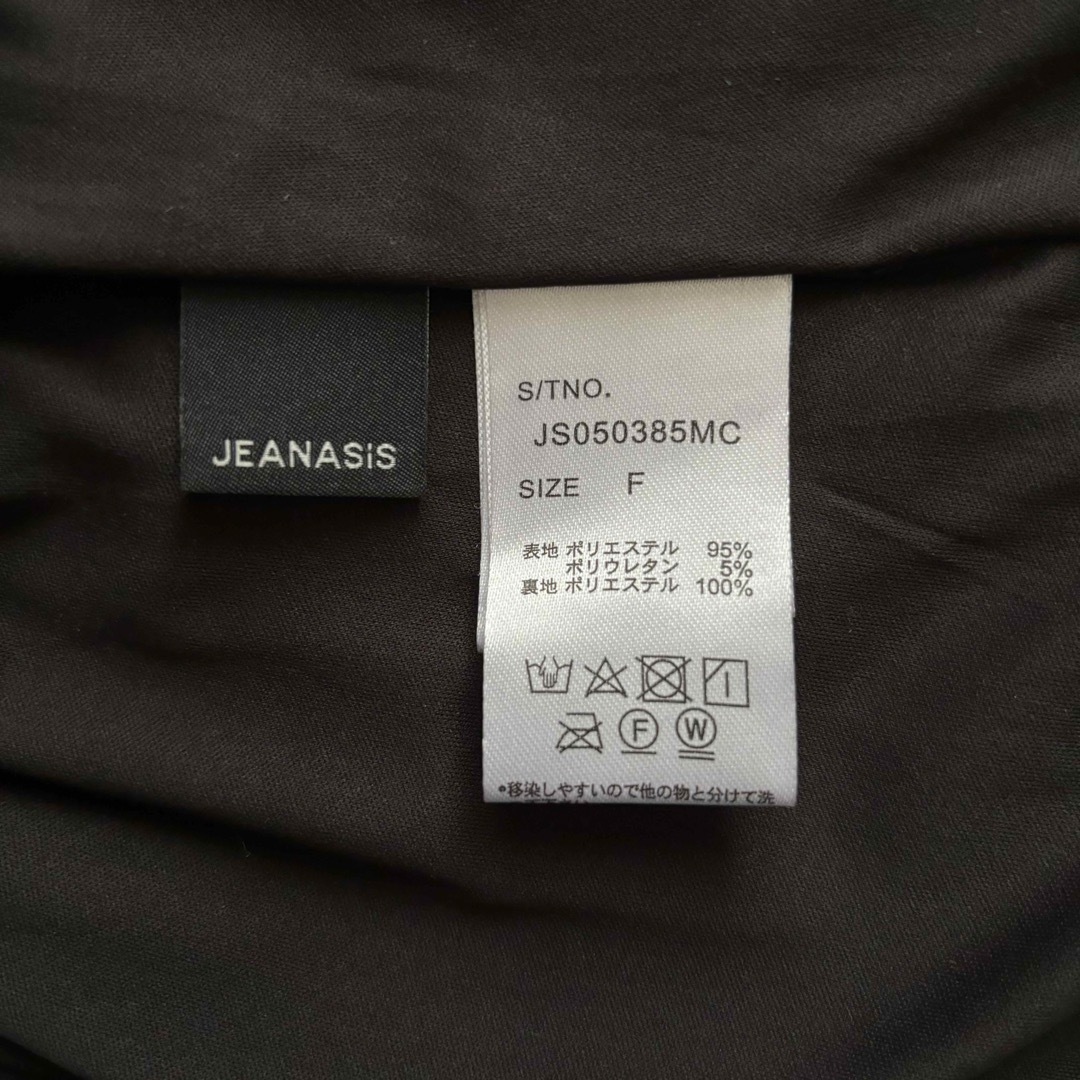 JEANASiS
S/TNO.
JS050385MC
SIZE F
表地 ポリエステル 95%
ポリウレタン 5%
裏地 ポリエステル 100%
F W
•移染しやすいので他の物と分けて洗